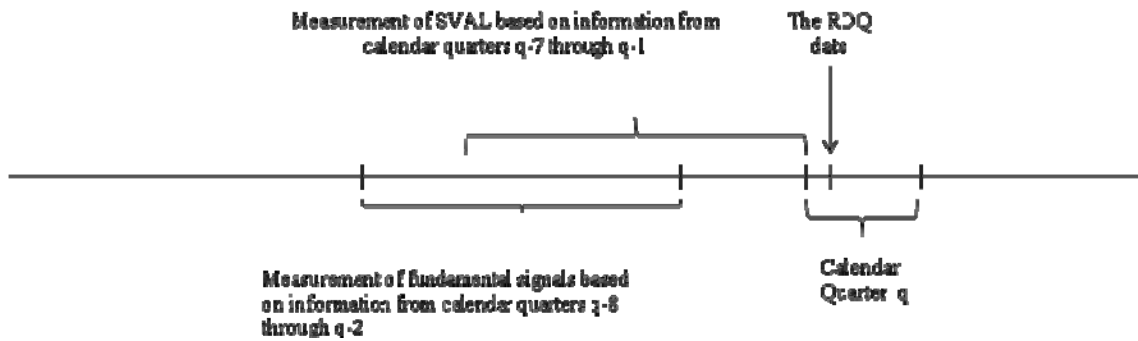 Measurement of SVAL based on information from
calendar quarters q-7 through q-1
The RDQ
date
Measurement of fundamental signals based
on information from calendar quarters q-8
through q-2
Calendar
Quarter q